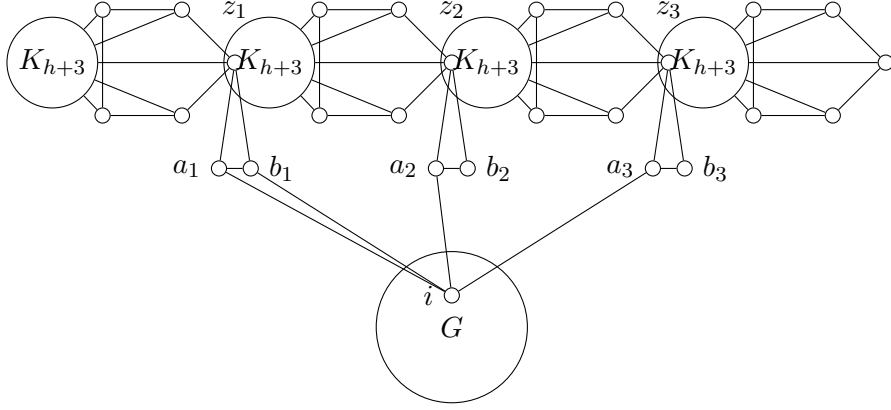 z₁ z₂ z₃
K_{h+3} K_{h+3} K_{h+3} K_{h+3}
a₁ b₁ a₂ b₂ a₃ b₃
i
G